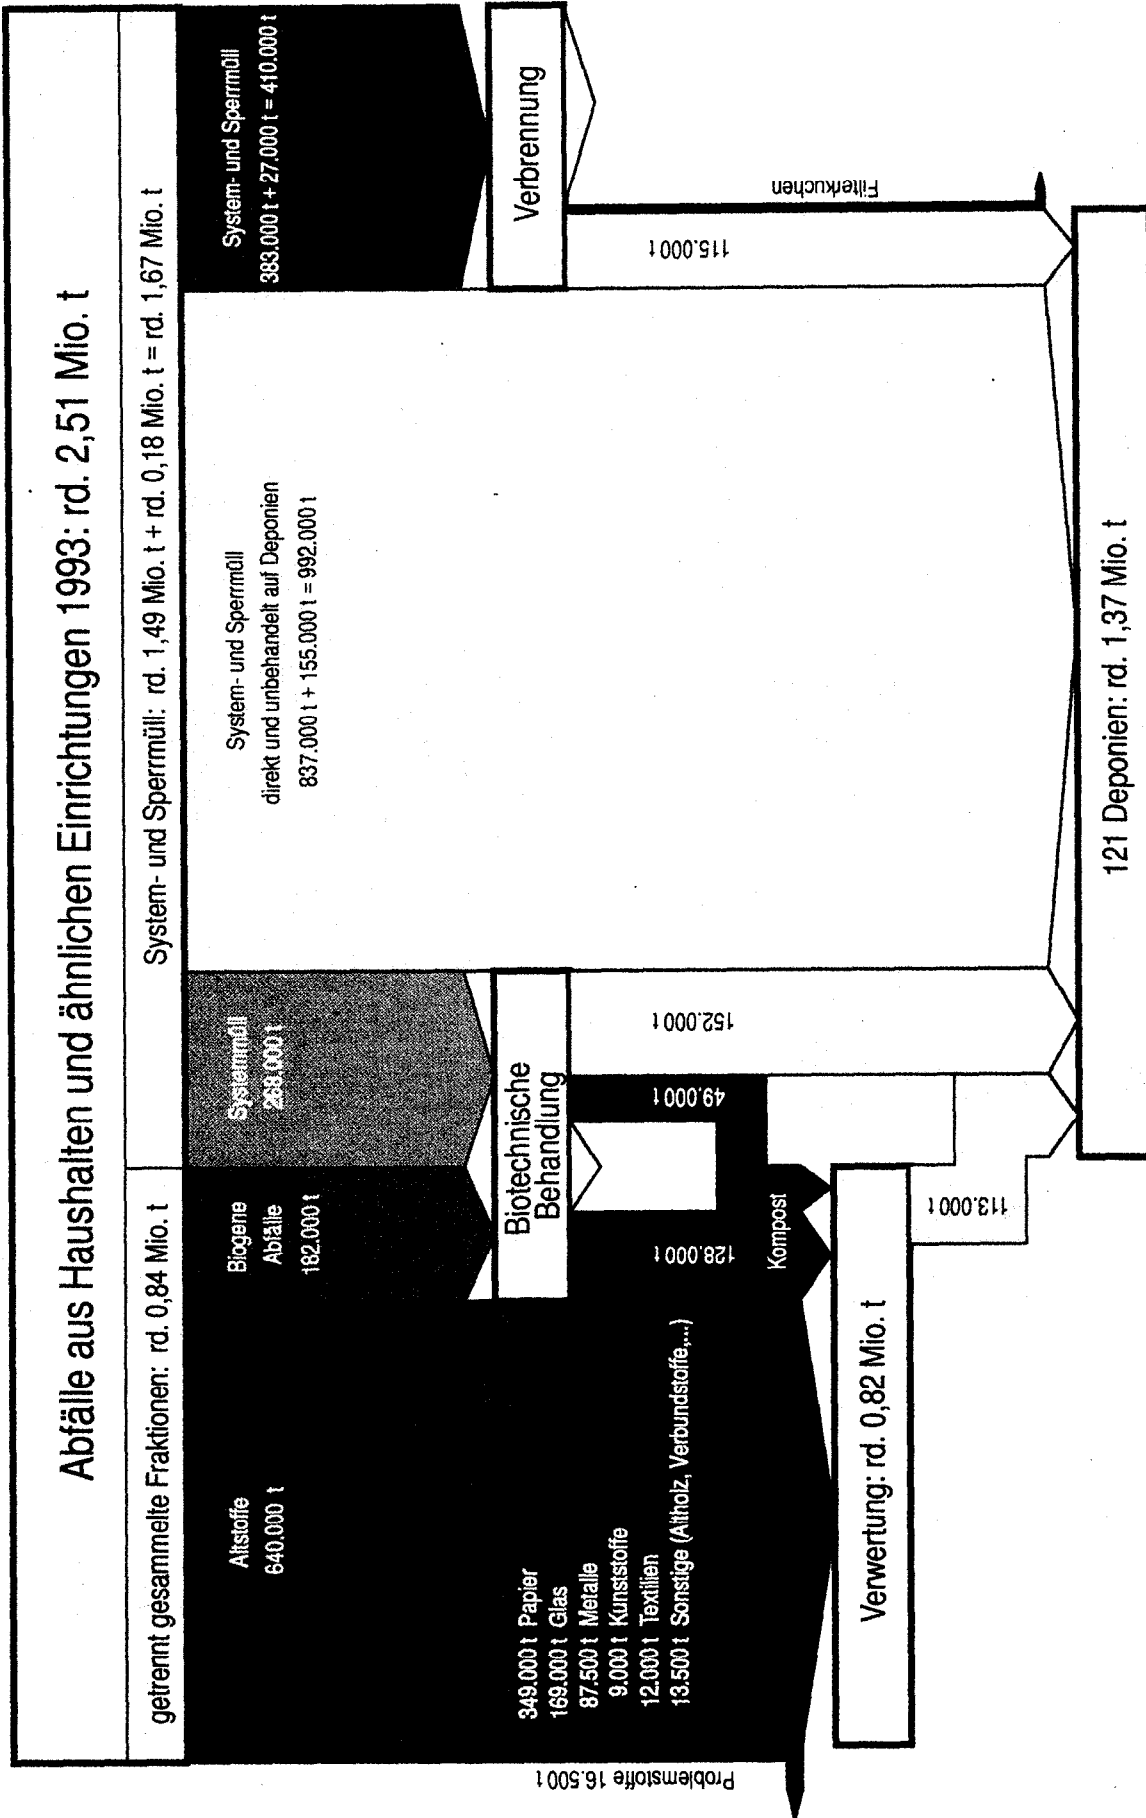 Abfälle aus Haushalten und ähnlichen Einrichtungen 1993: rd. 2,51 Mio. t
getrennt gesammelte Fraktionen: rd. 0,84 Mio. t
System- und Sperrmüll: rd. 1,49 Mio. t + rd. 0,18 Mio. t = rd. 1,67 Mio. t
Altstoffe
640.000 t
Biogene
Abfälle
182.000 t
Systemmüll
268.000 t
System- und Sperrmüll
direkt und unbehandelt auf Deponien
837.000 t + 155.000 t = 992.000 t
System- und Sperrmüll
383.000 t + 27.000 t = 410.000 t
Biotechnische
Behandlung
Verbrennung
349.000 t Papier
169.000 t Glas
87.500 t Metalle
9.000 t Kunststoffe
12.000 t Textilien
13.500 t Sonstige (Altholz, Verbundstoffe,...)
Problemstoffe 16.500 t
128.000 t
49.000 t
152.000 t
115.000 t
Filterkuchen
Kompost
Verwertung: rd. 0,82 Mio. t
113.000 t
121 Deponien: rd. 1,37 Mio. t